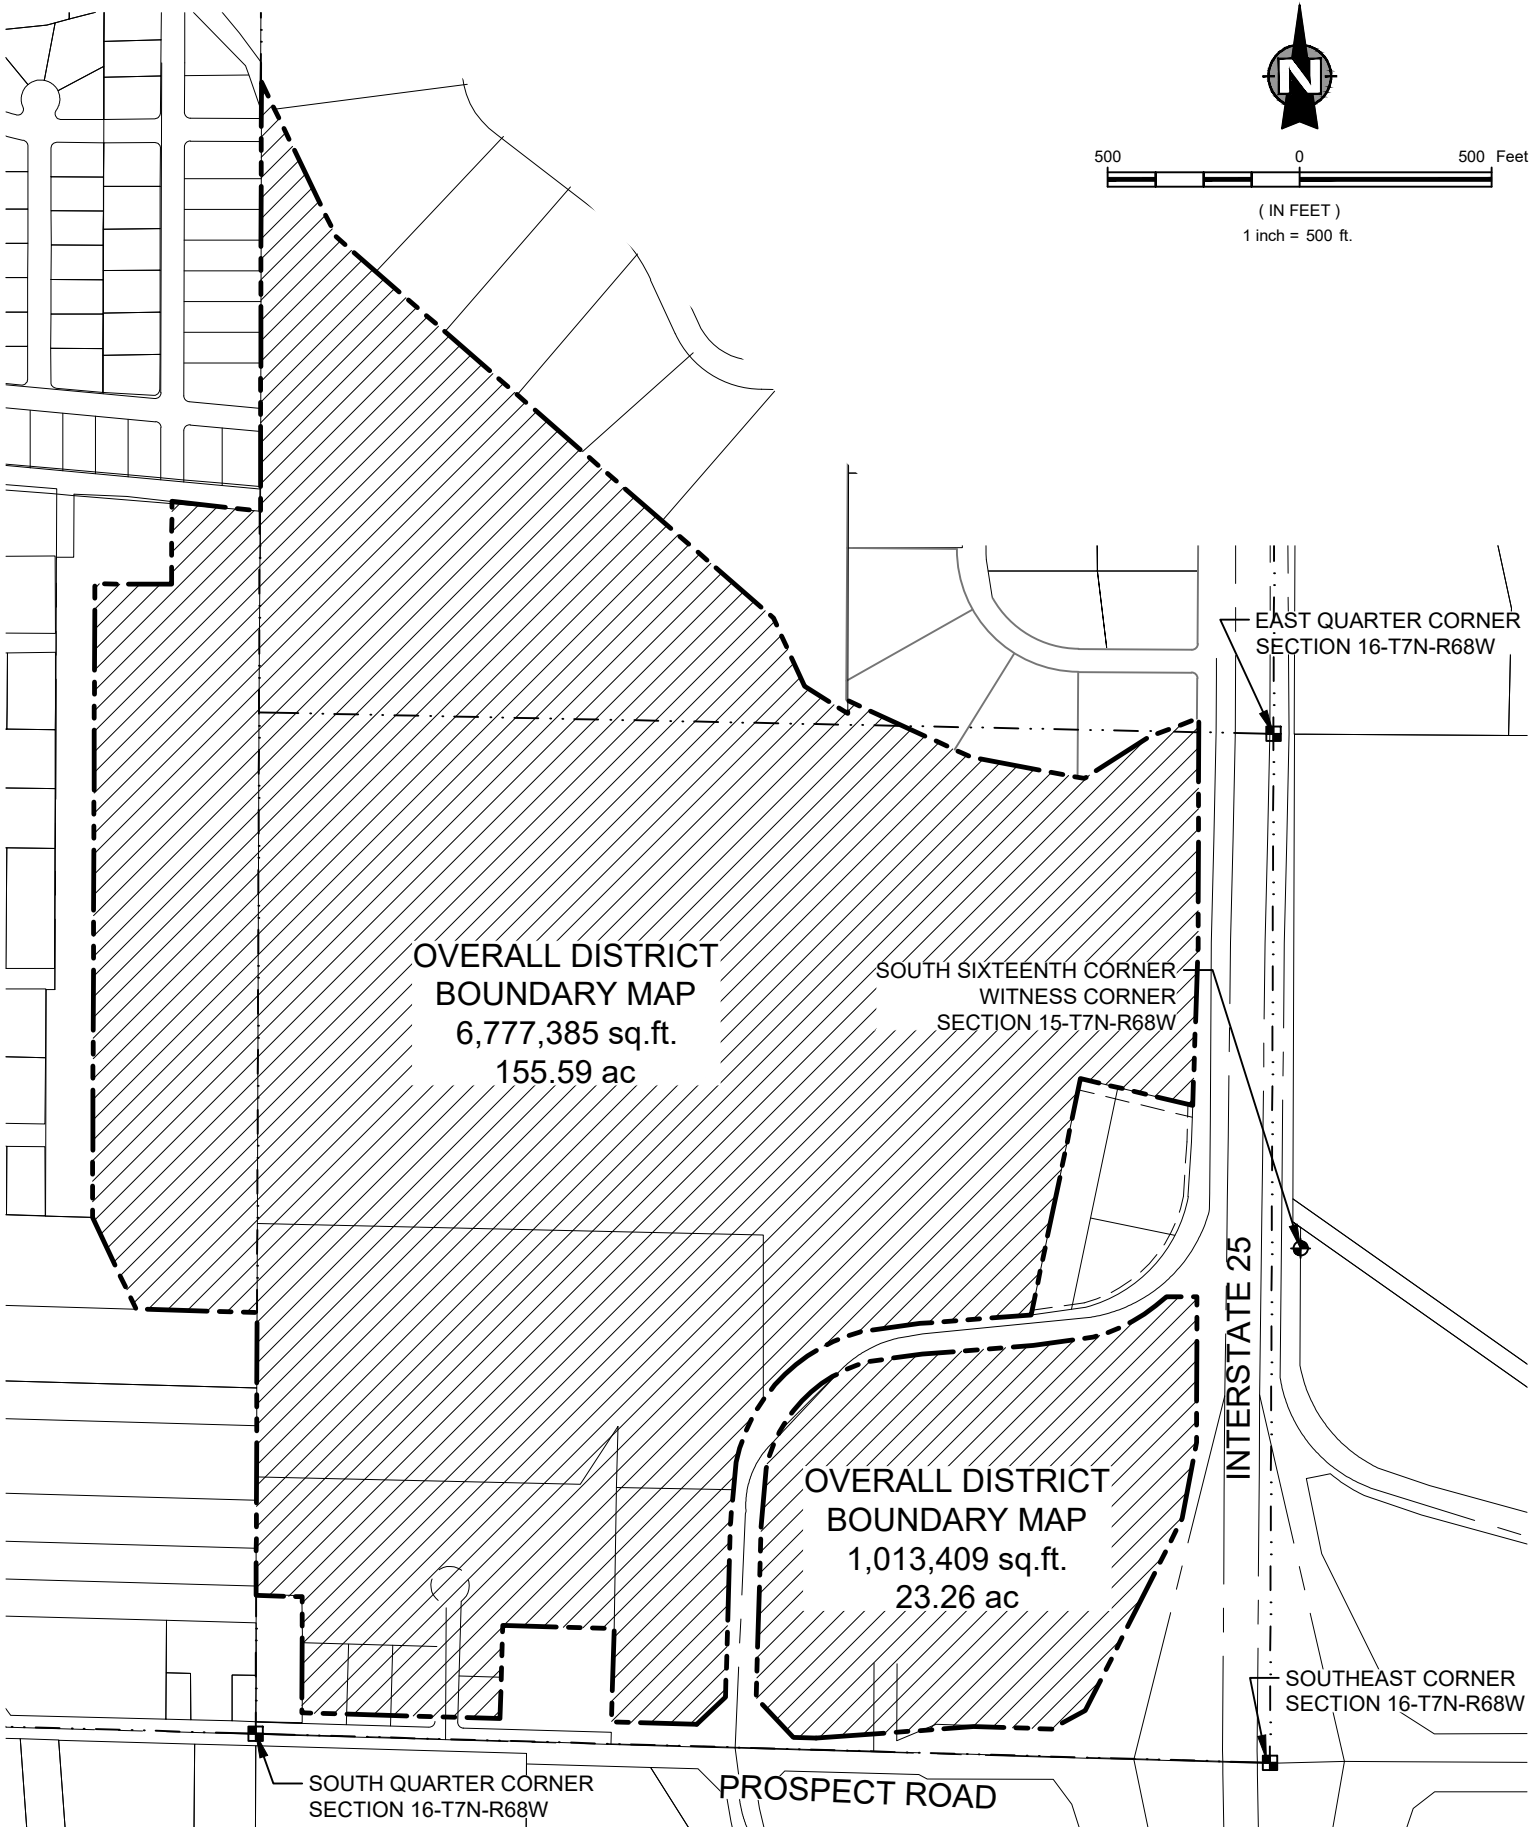 N
500 0 500 Feet
( IN FEET )
1 inch = 500 ft.
EAST QUARTER CORNER
SECTION 16-T7N-R68W
OVERALL DISTRICT
BOUNDARY MAP
6,777,385 sq.ft.
155.59 ac
SOUTH SIXTEENTH CORNER
WITNESS CORNER
SECTION 15-T7N-R68W
INTERSTATE 25
OVERALL DISTRICT
BOUNDARY MAP
1,013,409 sq.ft.
23.26 ac
SOUTHEAST CORNER
SECTION 16-T7N-R68W
SOUTH QUARTER CORNER
SECTION 16-T7N-R68W
PROSPECT ROAD